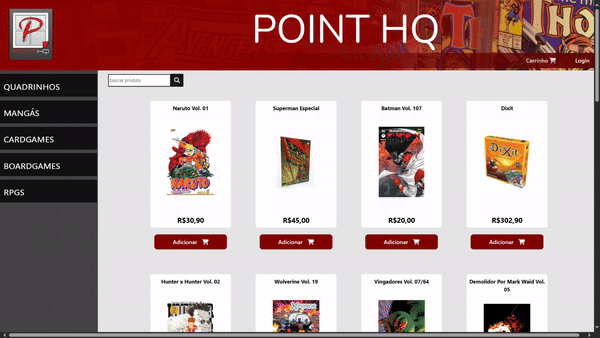 POINT HQ
Carrinho
Login
QUADRINHOS
MANGÁS
CARDGAMES
BOARDGAMES
RPGS
buscar produto
Naruto Vol. 01
Superman Especial
Batman Vol. 107
Dixit
NARUTO
DiXit
R$30,90
R$45,00
R$20,00
R$302,90
Adicionar
Adicionar
Adicionar
Adicionar
Hunter x Hunter Vol. 02
Wolverine Vol. 19
Vingadores Vol. 07/64
Demolidor Por Mark Waid Vol.
05